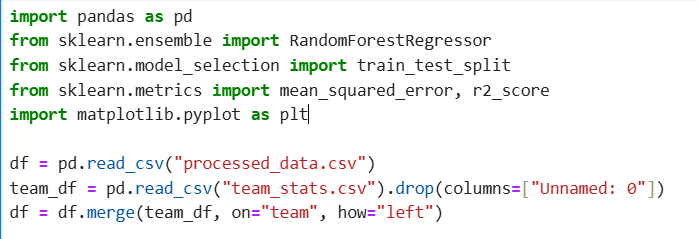 import pandas as pd
from sklearn.ensemble import RandomForestRegressor
from sklearn.model_selection import train_test_split
from sklearn.metrics import mean_squared_error, r2_score
import matplotlib.pyplot as plt
df = pd.read_csv("processed_data.csv")
team_df = pd.read_csv("team_stats.csv").drop(columns=["Unnamed: 0"])
df = df.merge(team_df, on="team", how="left")